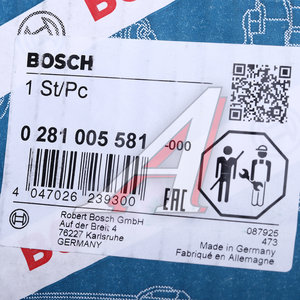 BOSCH
1 St/Pc
0 281 005 581 -000
4 047026 239300
EAC
BOSCH
Robert Bosch GmbH
Auf der Breit 4
76227 Karlsruhe
GERMANY
087925
473
Made in Germany
Fabriqué en Allemagne